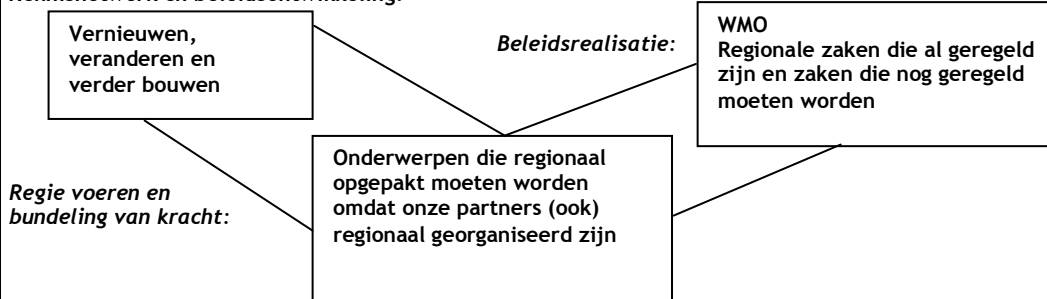 Vernieuwen,
veranderen en
verder bouwen
Beleidsrealisatie:
WMO
Regionale zaken die al geregeld
zijn en zaken die nog geregeld
moeten worden
Regie voeren en
bundeling van kracht:
Onderwerpen die regionaal
opgepakt moeten worden
omdat onze partners (ook)
regionaal georganiseerd zijn